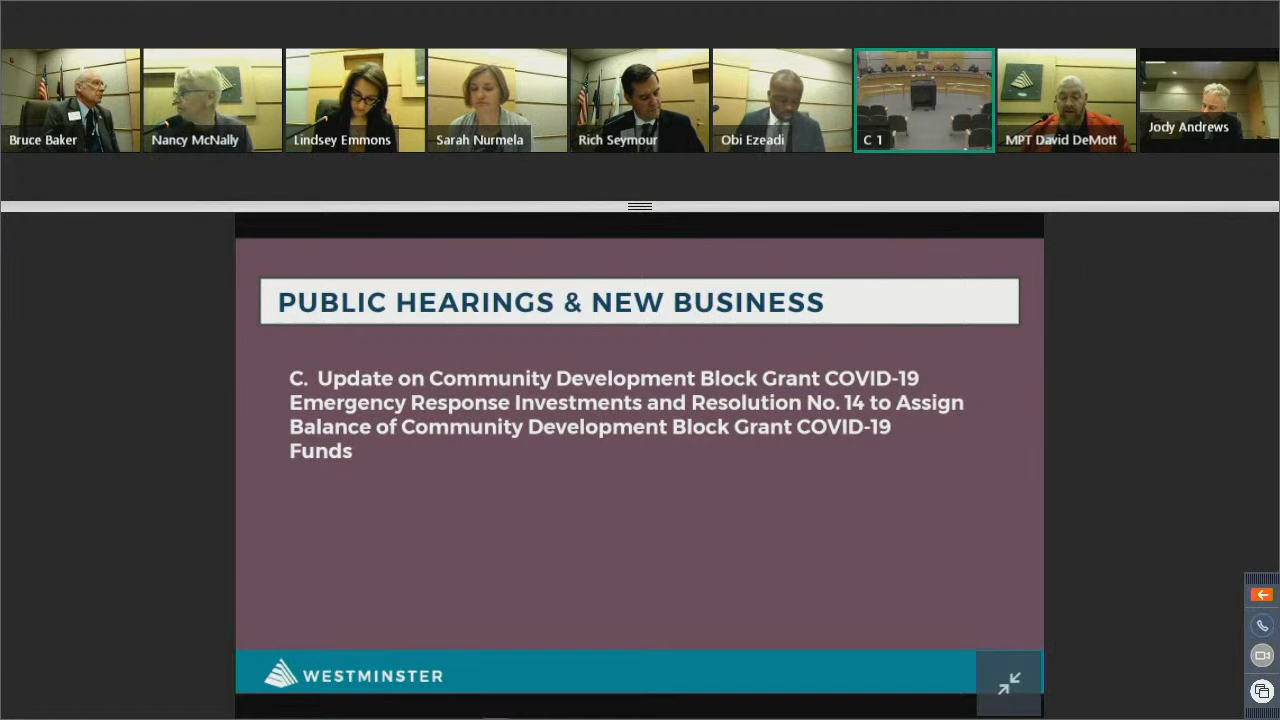 Bruce Baker
Nancy McNally
Lindsey Emmons
Sarah Nurmela
Rich Seymour
Obi Ezeadi
C 1
MPT David DeMott
Jody Andrews
PUBLIC HEARINGS & NEW BUSINESS
C. Update on Community Development Block Grant COVID-19
Emergency Response Investments and Resolution No. 14 to Assign
Balance of Community Development Block Grant COVID-19
Funds
WESTMINSTER